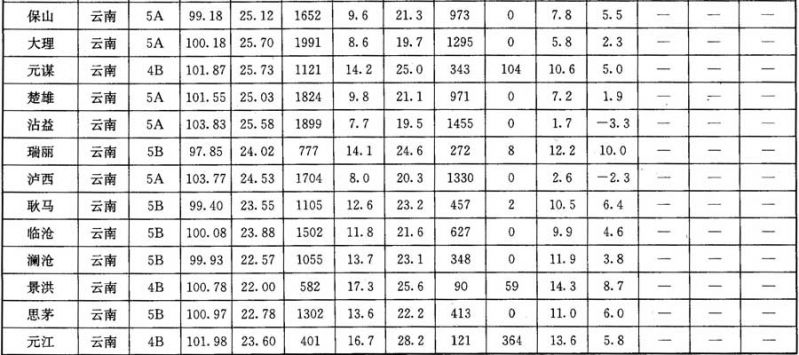 保山 云南 5A 99.18 25.12 1652 9.6 21.3 973 0 7.8 5.5 — — —
大理 云南 5A 100.18 25.70 1991 8.6 19.7 1295 0 5.8 2.3 — — —
元谋 云南 4B 101.87 25.73 1121 14.2 25.0 343 104 10.6 5.0 — — —
楚雄 云南 5A 101.55 25.03 1824 9.8 21.1 971 0 7.2 1.9 — — —
沾益 云南 5A 103.83 25.58 1899 7.7 19.5 1455 0 1.7 −3.3 — — —
瑞丽 云南 5B 97.85 24.02 777 14.1 24.6 272 8 12.2 10.0 — — —
泸西 云南 5A 103.77 24.53 1704 8.0 20.3 1330 0 2.6 −2.3 — — —
耿马 云南 5B 99.40 23.55 1105 12.6 23.2 457 2 10.5 6.4 — — —
临沧 云南 5B 100.08 23.88 1502 11.8 21.6 627 0 9.9 4.6 — — —
澜沧 云南 5B 99.93 22.57 1055 13.7 23.1 348 0 11.9 3.8 — — —
景洪 云南 4B 100.78 22.00 582 17.3 25.6 90 59 14.3 8.7 — — —
思茅 云南 5B 100.97 22.78 1302 13.6 22.2 413 0 11.0 6.0 — — —
元江 云南 4B 101.98 23.60 401 16.7 28.2 121 364 13.6 5.8 — — —